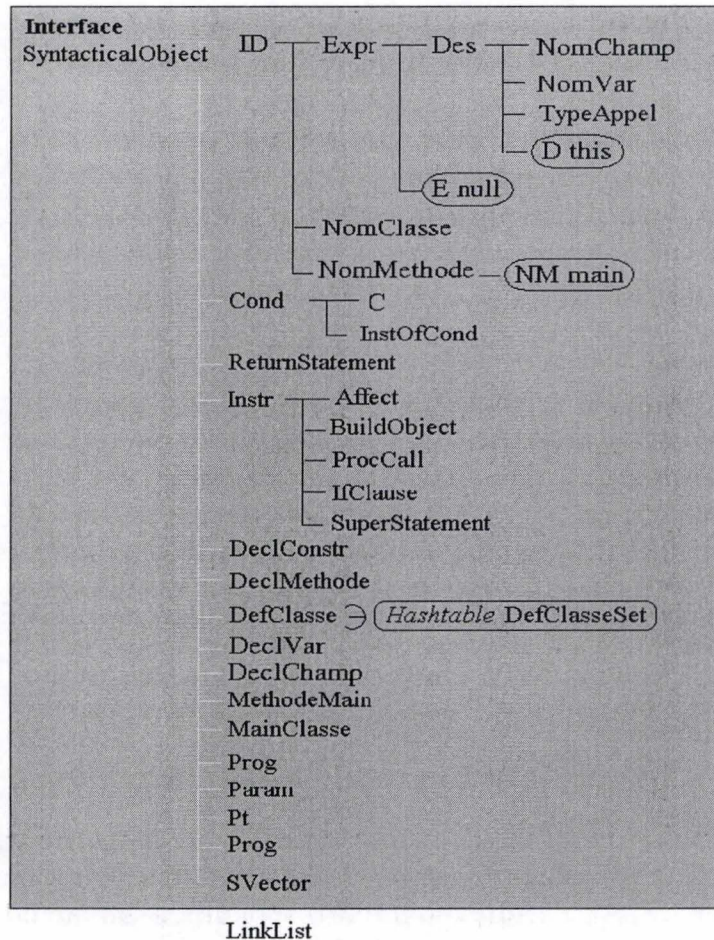 Interface
SyntacticalObject ID Expr Des NomChamp
NomVar
TypeAppel
D this
E null
NomClasse
NomMethode NM main
Cond C
InstOfCond
ReturnStatement
Instr Affect
BuildObject
ProcCall
IfClause
SuperStatement
DeclConstr
DeclMethode
DefClasse ∋ Hashtable DefClasseSet
DeclVar
DeclChamp
MethodeMain
MainClasse
Prog
Param
Pt
Prog
SVector
LinkList